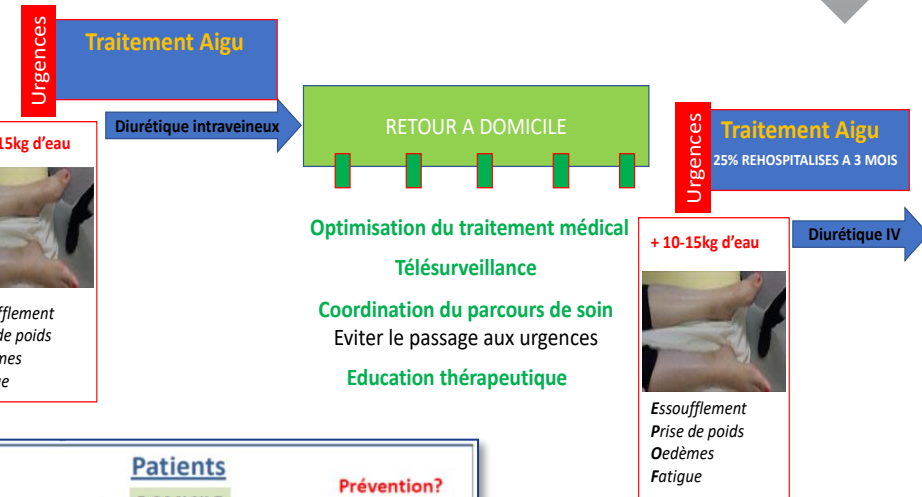 Urgences
Traitement Aigu
Diurétique intraveineux
15kg d'eau
fflement
de poids
mes
e
RETOUR A DOMICILE
Optimisation du traitement médical
Télésurveillance
Coordination du parcours de soin
Eviter le passage aux urgences
Education thérapeutique
Urgences
Traitement Aigu
25% REHOSPITALISES A 3 MOIS
Diurétique IV
+ 10-15kg d'eau
Essoufflement
Prise de poids
Oedèmes
Fatigue
Patients
Prévention?